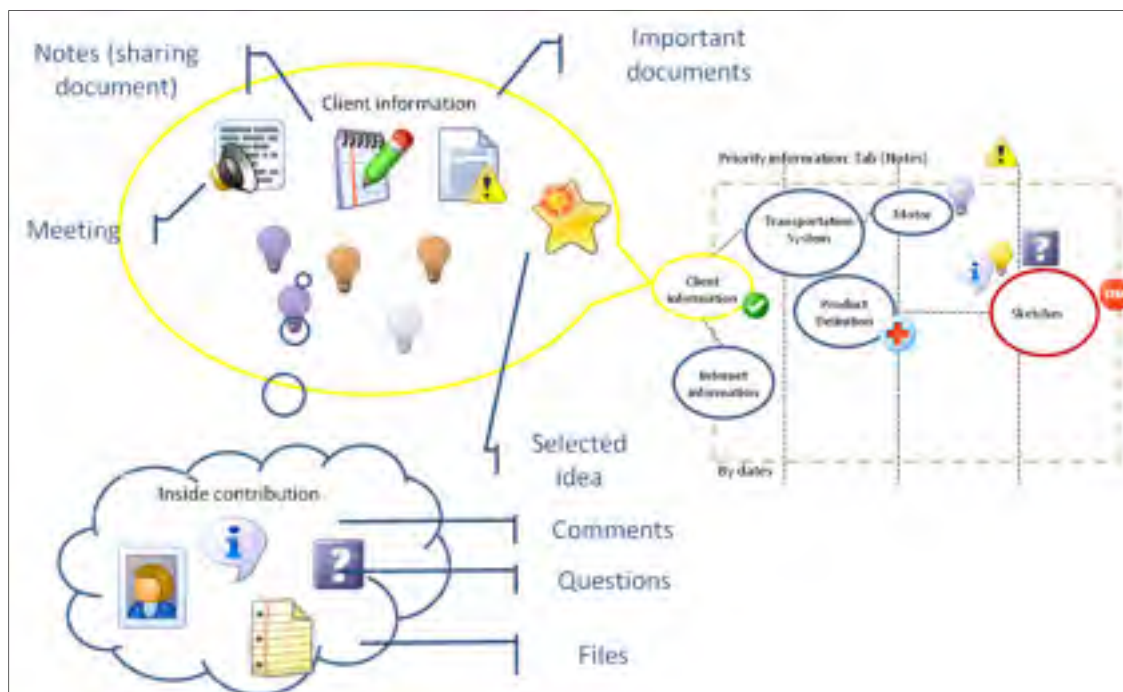 Notes (sharing
document)
Important
documents
Client information
Meeting
Priority information: Tab (Notes)
Transportation
System
Motor
Client
information
Product
Definition
Sketches
Internet
information
By dates
Selected
idea
Inside contribution
Comments
Questions
Files